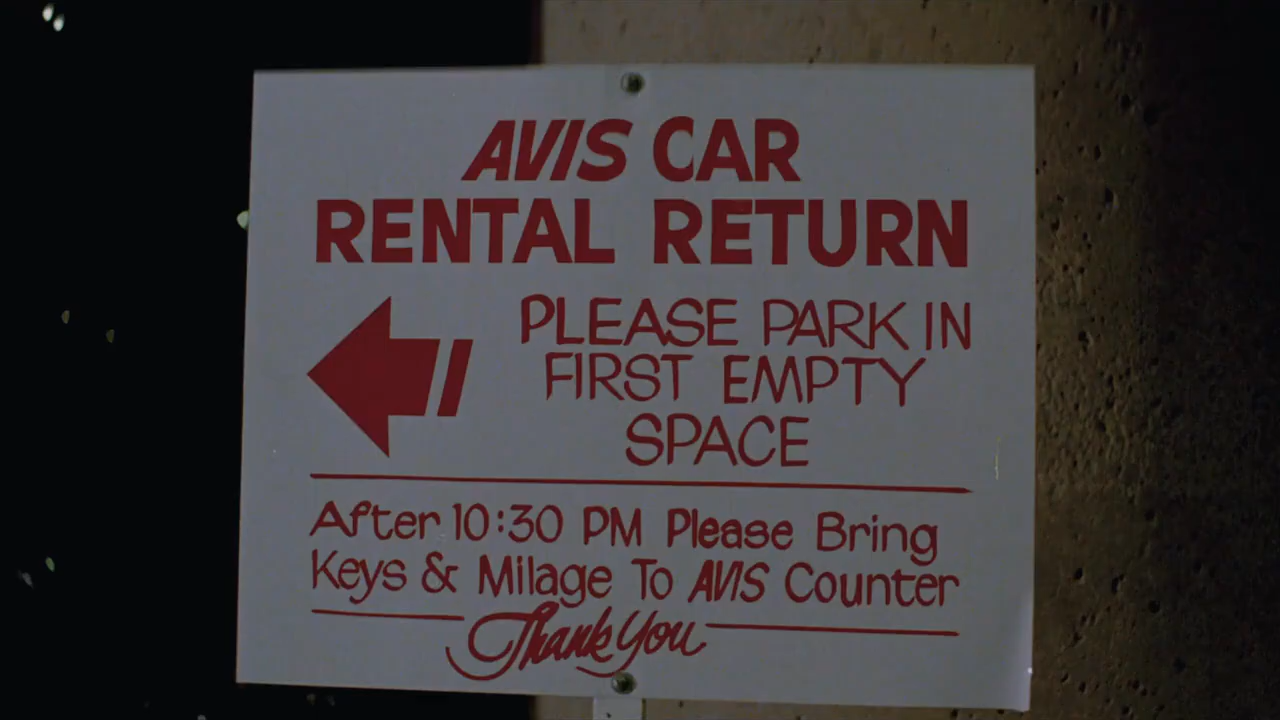 AVIS CAR
RENTAL RETURN
PLEASE PARK IN
FIRST EMPTY
SPACE
After 10:30 PM Please Bring
Keys & Milage To AVIS Counter
Thank You